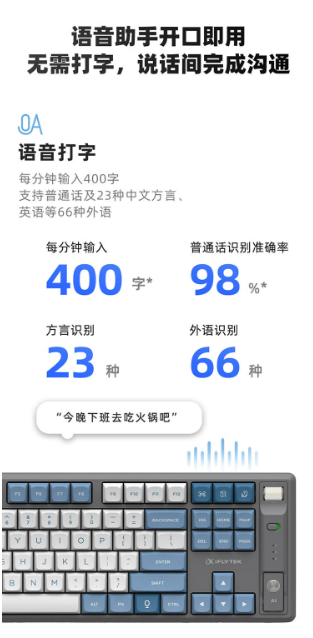 语音助手开口即用
无需打字，说话间完成沟通
语音打字
每分钟输入400字
支持普通话及23种中文方言、
英语等66种外语
每分钟输入 普通话识别准确率
400 字* 98 %*
方言识别 外语识别
23 种 66 种
“今晚下班去吃火锅吧”
F5 F6 F7 F8 F9 F10 F11 F12
BACKSPACE INS HOME PGUP
Y U I O P DEL END PGDN
H J K L ENTER iFLYTEK
B N M SHIFT
ALT FN CTRL